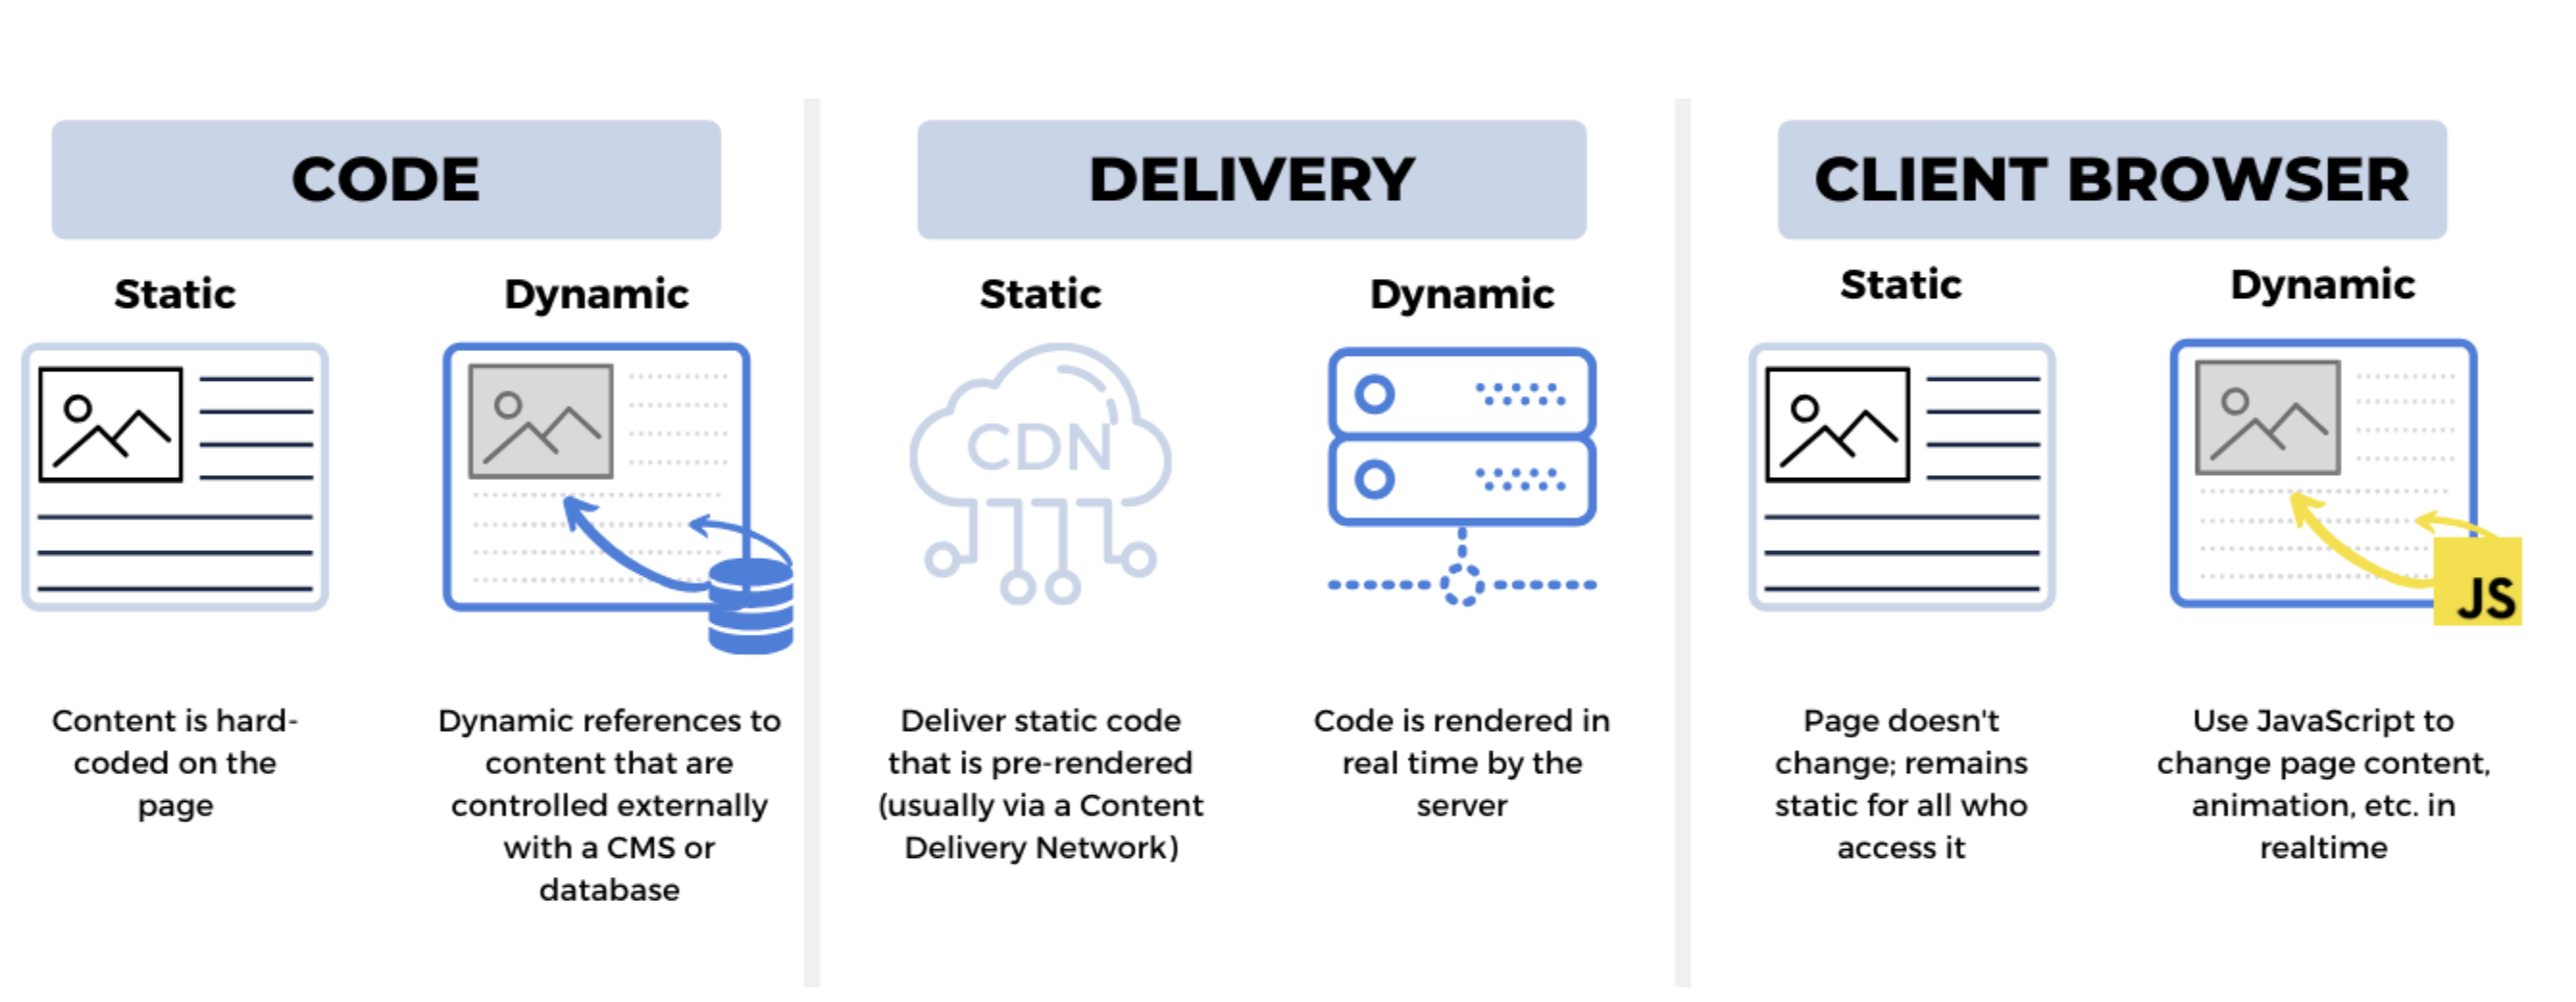 CODE
Static
Dynamic
Content is hard-
coded on the
page
Dynamic references to
content that are
controlled externally
with a CMS or
database
DELIVERY
Static
Dynamic
CDN
Deliver static code
that is pre-rendered
(usually via a Content
Delivery Network)
Code is rendered in
real time by the
server
CLIENT BROWSER
Static
Dynamic
JS
Page doesn't
change; remains
static for all who
access it
Use JavaScript to
change page content,
animation, etc. in
realtime